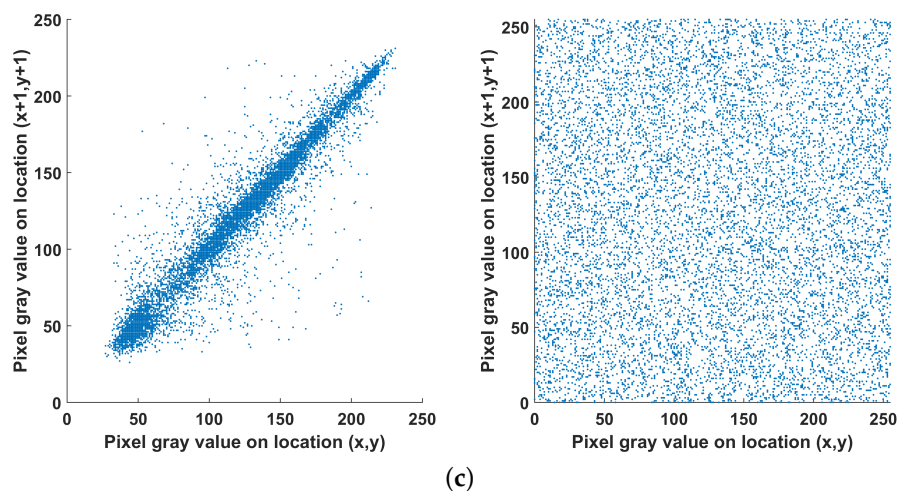 Pixel gray value on location (x+1,y+1)
250
200
150
100
50
0
0 50 100 150 200 250
Pixel gray value on location (x,y)
Pixel gray value on location (x+1,y+1)
250
200
150
100
50
0
0 50 100 150 200 250
Pixel gray value on location (x,y)
(c)